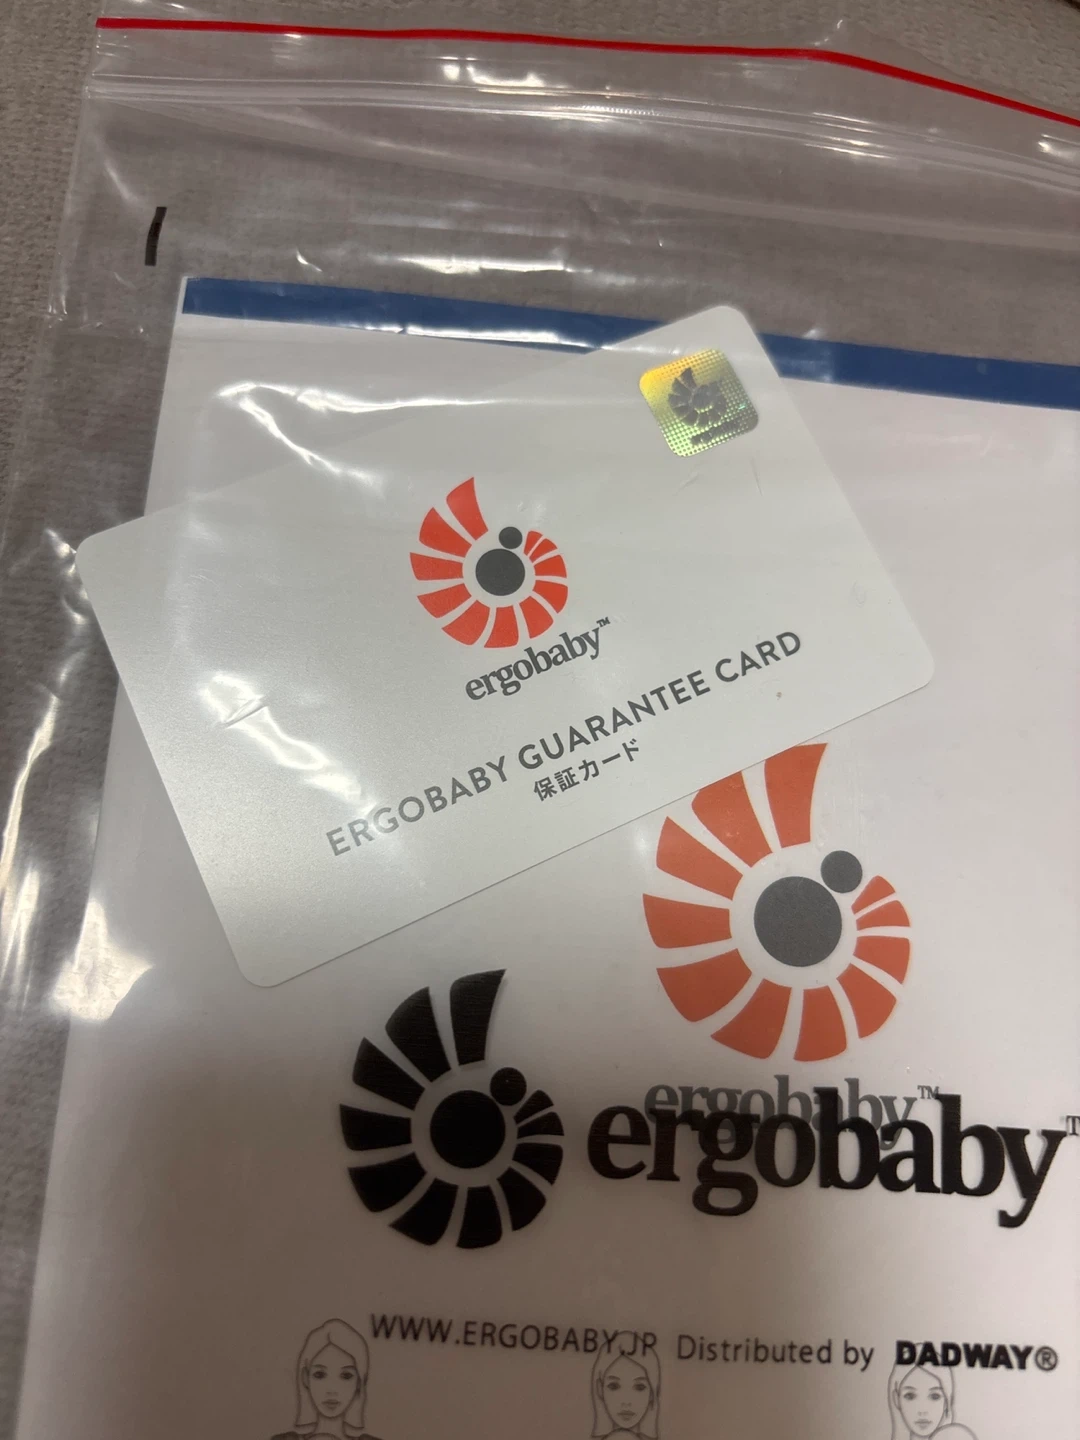 ergobaby™
ERGOBABY GUARANTEE CARD
保証カード
ergobaby™
ergobaby™
WWW.ERGOBABY.JP Distributed by DADWAY®